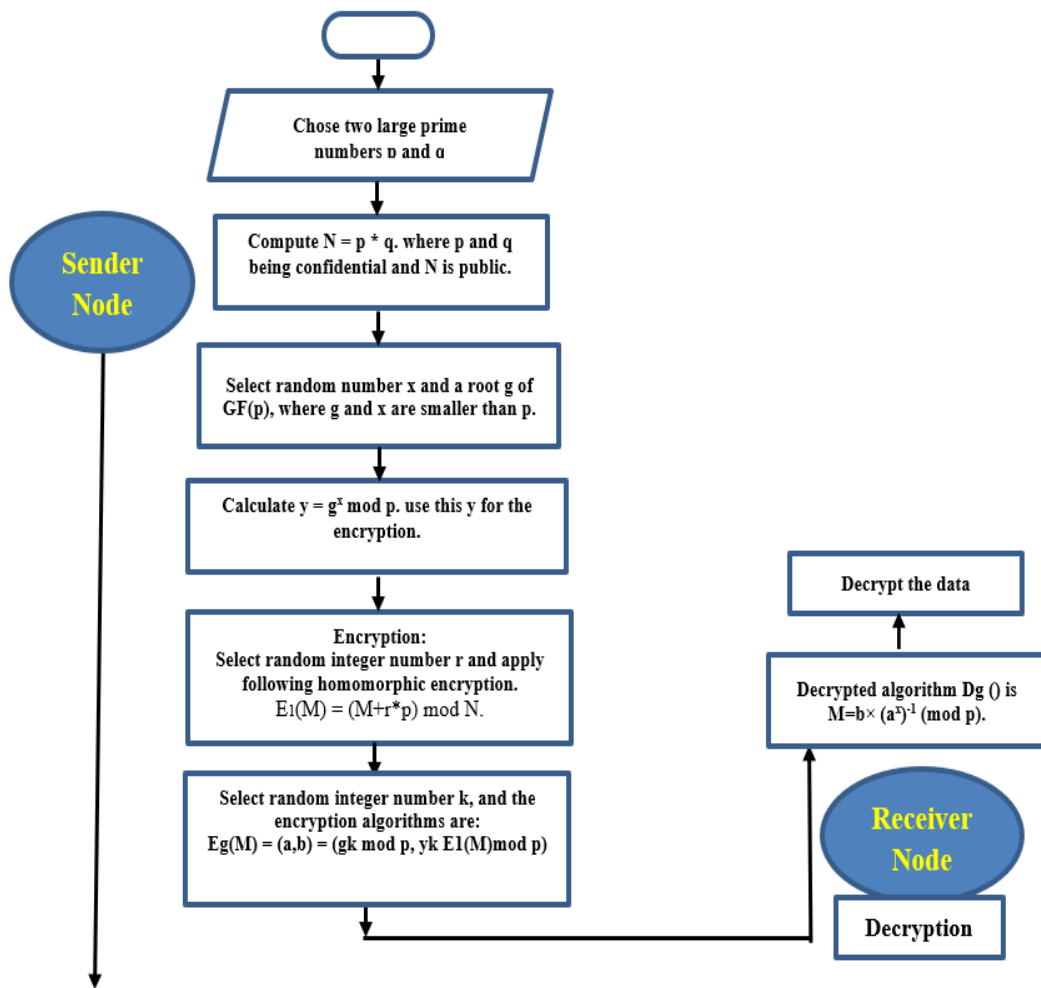 Chose two large prime
numbers p and q
Sender
Node
Compute N = p * q. where p and q
being confidential and N is public.
Select random number x and a root g of
GF(p), where g and x are smaller than p.
Calculate y = gˣ mod p. use this y for the
encryption.
Encryption:
Select random integer number r and apply
following homomorphic encryption.
E₁(M) = (M+r*p) mod N.
Select random integer number k, and the
encryption algorithms are:
Eg(M) = (a,b) = (gk mod p, yk E1(M)mod p)
Decrypt the data
Decrypted algorithm Dg () is
M=b× (aˣ)⁻¹ (mod p).
Receiver
Node
Decryption